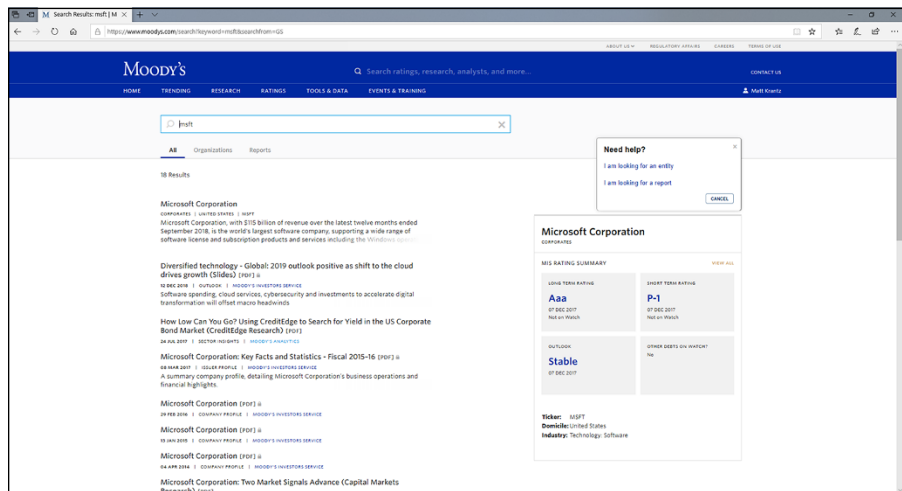 Search Results: msft | M
https://www.moodys.com/search?keyword=msft&searchfrom=GS
ABOUT US REGULATORY AFFAIRS CAREERS TERMS OF USE
MOODY'S
Search ratings, research, analysts, and more...
CONTACT US
HOME TRENDING RESEARCH RATINGS TOOLS & DATA EVENTS & TRAINING
Matt Krantz
msft
All Organizations Reports
18 Results
Microsoft Corporation
CORPORATES | UNITED STATES | MSFT
Microsoft Corporation, with $115 billion of revenue over the latest twelve months ended
September 2018, is the world's largest software company, supporting a wide range of
software license and subscription products and services including the Windows
Diversified technology - Global: 2019 outlook positive as shift to the cloud
drives growth (Slides) [PDF]
12 DEC 2018 | OUTLOOK | MOODY'S INVESTORS SERVICE
Software spending, cloud services, cybersecurity and investments to accelerate digital
transformation will offset macro headwinds
How Low Can You Go? Using CreditEdge to Search for Yield in the US Corporate
Bond Market (CreditEdge Research) [PDF]
24 JUL 2017 | SECTOR INSIGHTS | MOODY'S ANALYTICS
Microsoft Corporation: Key Facts and Statistics - Fiscal 2015-16 [PDF]
08 MAR 2017 | ISSUER PROFILE | MOODY'S INVESTORS SERVICE
A summary company profile, detailing Microsoft Corporation's business operations and
financial highlights.
Microsoft Corporation [PDF]
29 FEB 2016 | COMPANY PROFILE | MOODY'S INVESTORS SERVICE
Microsoft Corporation [PDF]
13 JAN 2015 | COMPANY PROFILE | MOODY'S INVESTORS SERVICE
Microsoft Corporation [PDF]
04 APR 2014 | COMPANY PROFILE | MOODY'S INVESTORS SERVICE
Microsoft Corporation: Two Market Signals Advance (Capital Markets
Research) [PDF]
Need help?
I am looking for an entity
I am looking for a report
CANCEL
Microsoft Corporation
CORPORATES
MIS RATING SUMMARY VIEW ALL
LONG TERM RATING
Aaa
07 DEC 2017
Not on Watch
SHORT TERM RATING
P-1
07 DEC 2017
Not on Watch
OUTLOOK
Stable
07 DEC 2017
OTHER DEBTS ON WATCH?
No
Ticker: MSFT
Domicile: United States
Industry: Technology: Software